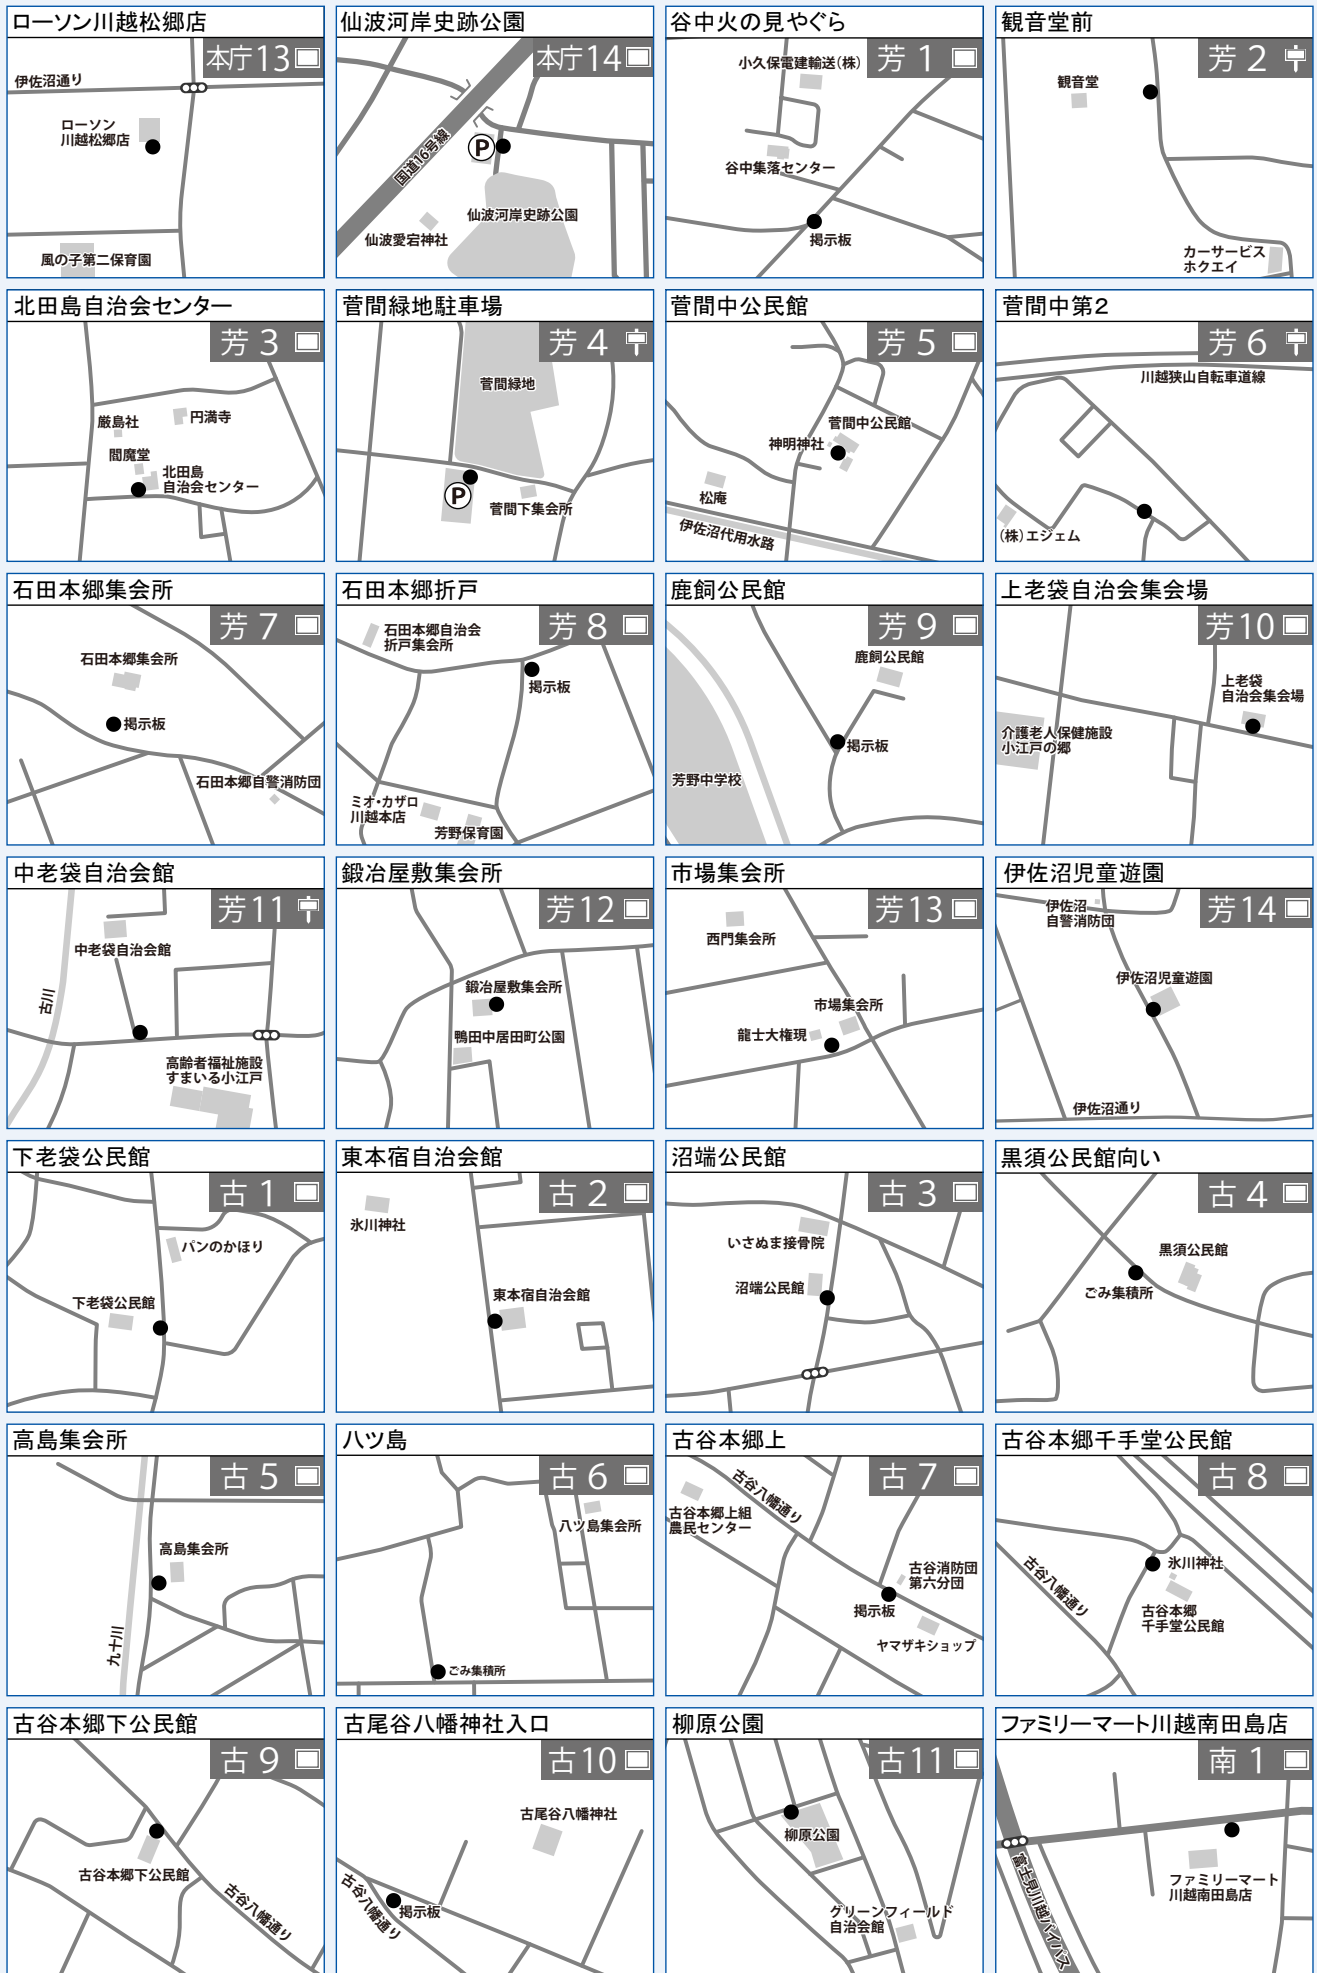 ローソン川越松郷店
本庁13
伊佐沼通り
ローソン
川越松郷店
風の子第二保育園
仙波河岸史跡公園
本庁14
国道16号線
P
仙波河岸史跡公園
仙波愛宕神社
谷中火の見やぐら
芳1
小久保電建輸送(株)
谷中集落センター
掲示板
観音堂前
芳2
観音堂
カーサービス
ホクエイ
北田島自治会センター
芳3
厳島社
円満寺
閻魔堂
北田島
自治会センター
菅間緑地駐車場
芳4
菅間緑地
P
菅間下集会所
菅間中公民館
芳5
菅間中公民館
神明神社
松庵
伊佐沼代用水路
菅間中第2
芳6
川越狭山自転車道線
(株)エジェム
石田本郷集会所
芳7
石田本郷集会所
掲示板
石田本郷自警消防団
石田本郷折戸
芳8
石田本郷自治会
折戸集会所
掲示板
ミオ・カザロ
川越本店
芳野保育園
鹿飼公民館
芳9
鹿飼公民館
掲示板
芳野中学校
上老袋自治会集会場
芳10
上老袋
自治会集会場
介護老人保健施設
小江戸の郷
中老袋自治会館
芳11
中老袋自治会館
古川
高齢者福祉施設
すまいる小江戸
鍛冶屋敷集会所
芳12
鍛冶屋敷集会所
鴨田中居田町公園
市場集会所
芳13
西門集会所
市場集会所
龍士大権現
伊佐沼児童遊園
芳14
伊佐沼
自警消防団
伊佐沼児童遊園
伊佐沼通り
下老袋公民館
古1
パンのかほり
下老袋公民館
東本宿自治会館
古2
氷川神社
東本宿自治会館
沼端公民館
古3
いさぬま接骨院
沼端公民館
黒須公民館向い
古4
黒須公民館
ごみ集積所
高島集会所
古5
高島集会所
九十川
八ツ島
古6
八ツ島集会所
ごみ集積所
古谷本郷上
古7
古谷八幡通り
古谷本郷上組
農民センター
古谷消防団
第六分団
掲示板
ヤマザキショップ
古谷本郷千手堂公民館
古8
氷川神社
古谷八幡通り
古谷本郷
千手堂公民館
古谷本郷下公民館
古9
古谷本郷下公民館
古谷八幡通り
古尾谷八幡神社入口
古10
古尾谷八幡神社
古谷八幡通り
掲示板
柳原公園
古11
柳原公園
グリーンフィールド
自治会館
ファミリーマート川越南田島店
南1
ファミリーマート
川越南田島店
富士見川越バイパス